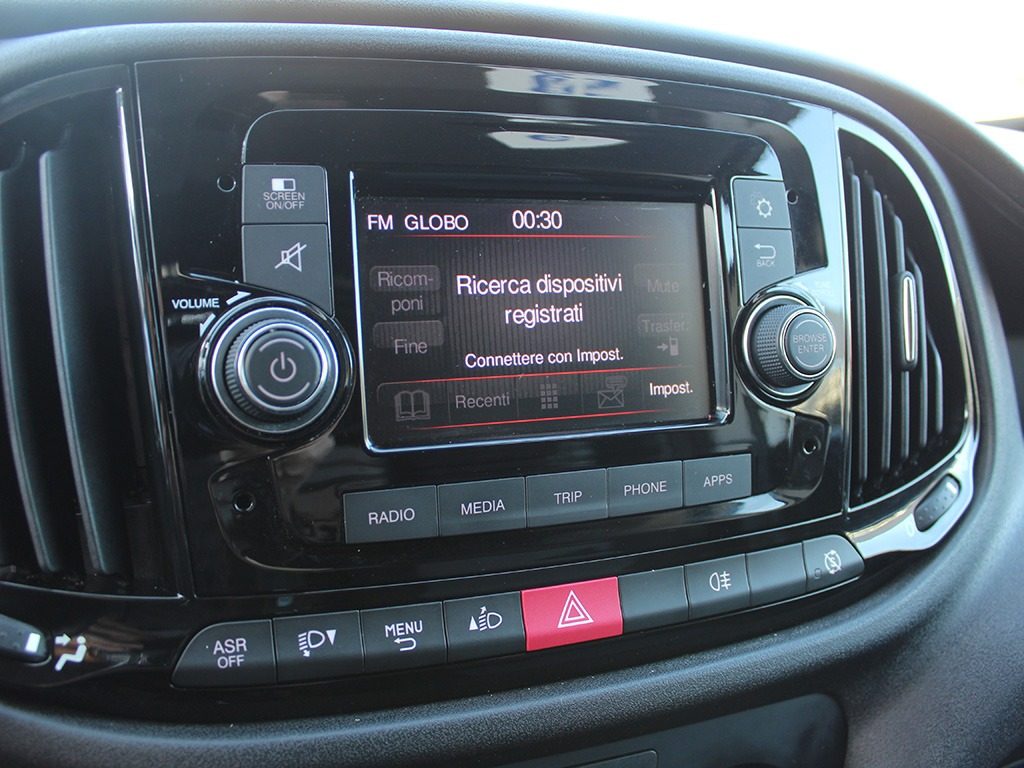 SCREEN
ON/OFF
VOLUME
FM GLOBO 00:30
Ricom-
poni
Ricerca dispositivi
registrati
Mute
Fine
Trasfer.
Connettere con Impost.
Recenti
Impost.
BACK
BROWSE
ENTER
RADIO
MEDIA
TRIP
PHONE
APPS
ASR
OFF
MENU